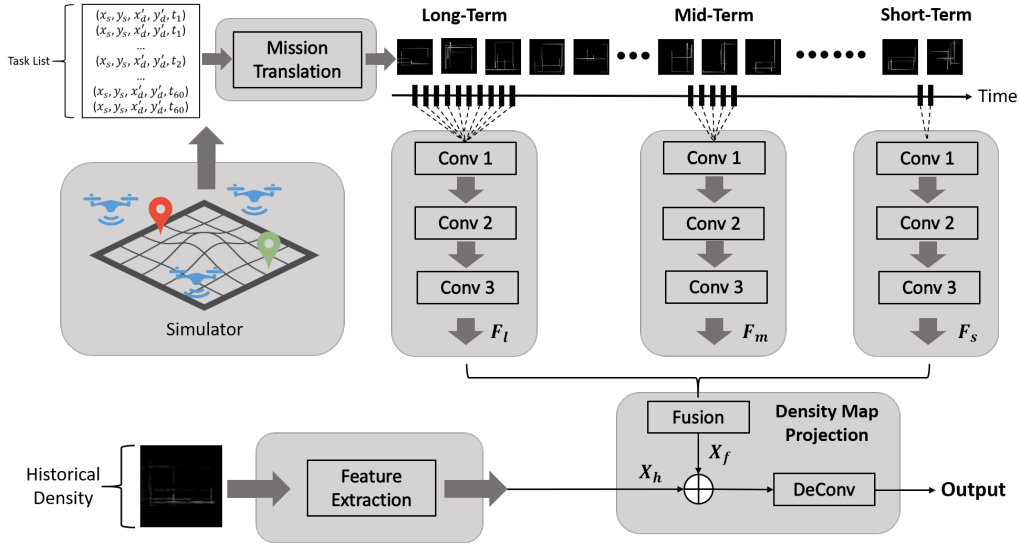 Long-Term
Mid-Term
Short-Term
Task List
(x_s, y_s, x'_d, y'_d, t_1)
(x_s, y_s, x'_d, y'_d, t_1)
...
(x_s, y_s, x'_d, y'_d, t_2)
...
(x_s, y_s, x'_d, y'_d, t_60)
(x_s, y_s, x'_d, y'_d, t_60)
Mission
Translation
Time
Conv 1
Conv 2
Conv 3
F_l
Conv 1
Conv 2
Conv 3
F_m
Conv 1
Conv 2
Conv 3
F_s
Simulator
Fusion
Density Map
Projection
X_f
Historical
Density
Feature
Extraction
X_h
DeConv
Output